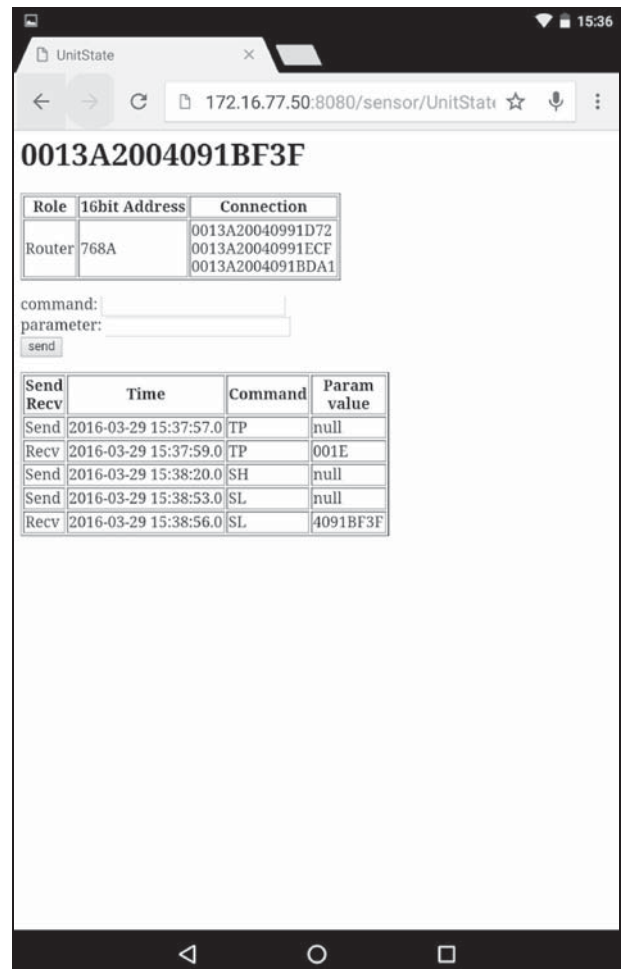 15:36
UnitState
172.16.77.50:8080/sensor/UnitState
0013A2004091BF3F
Role 16bit Address Connection
Router 768A 0013A20040991D72
0013A20040991ECF
0013A2004091BDA1
command:
parameter:
send
Send Recv Time Command Param value
Send 2016-03-29 15:37:57.0 TP null
Recv 2016-03-29 15:37:59.0 TP 001E
Send 2016-03-29 15:38:20.0 SH null
Send 2016-03-29 15:38:53.0 SL null
Recv 2016-03-29 15:38:56.0 SL 4091BF3F